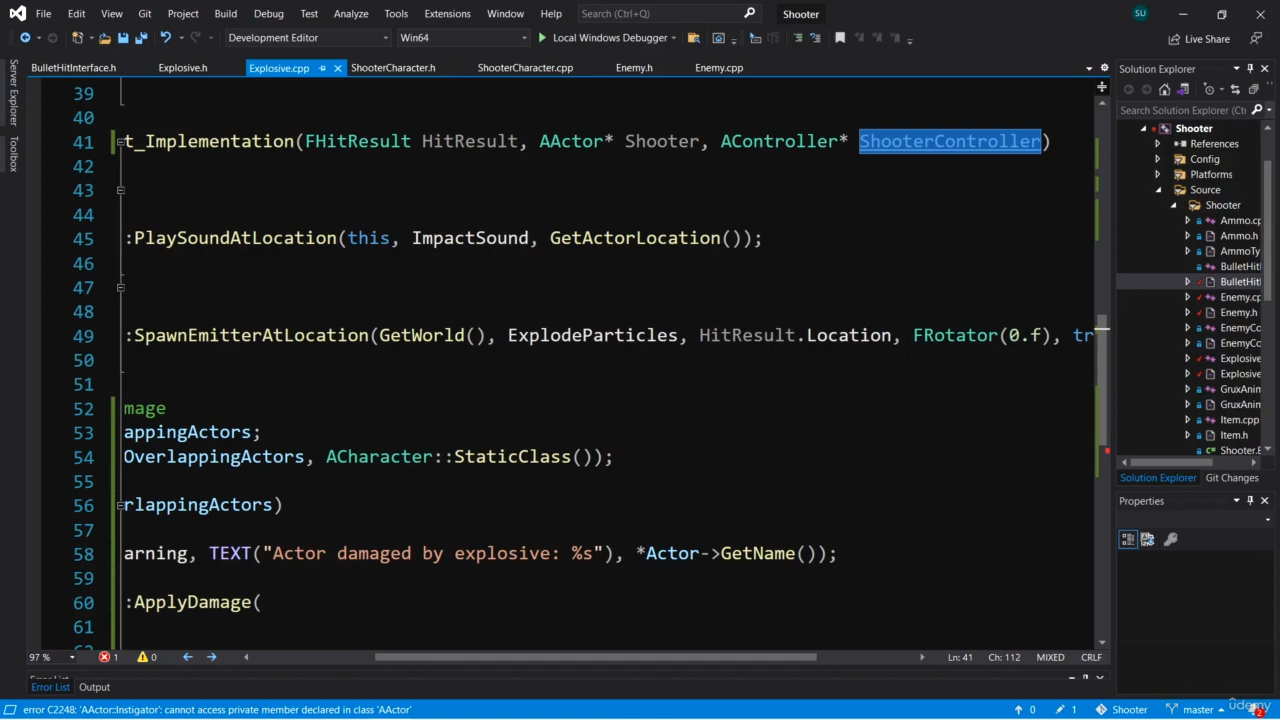 File Edit View Git Project Build Debug Test Analyze Tools Extensions Window Help Search (Ctrl+Q) Shooter SU
Development Editor Win64 Local Windows Debugger Live Share
BulletHitInterface.h Explosive.h Explosive.cpp ShooterCharacter.h ShooterCharacter.cpp Enemy.h Enemy.cpp
Server Explorer
Toolbox
39
40
41 t_Implementation(FHitResult HitResult, AActor* Shooter, AController* ShooterController)
42
43
44
45 :PlaySoundAtLocation(this, ImpactSound, GetActorLocation());
46
47
48
49 :SpawnEmitterAtLocation(GetWorld(), ExplodeParticles, HitResult.Location, FRotator(0.f), tr
50
51
52 mage
53 appingActors;
54 OverlappingActors, ACharacter::StaticClass());
55
56 rlappingActors)
57
58 arning, TEXT("Actor damaged by explosive: %s"), *Actor->GetName());
59
60 :ApplyDamage(
61
97 % 1 0 Ln: 41 Ch: 112 MIXED CRLF
Solution Explorer
Search Solution Explorer (Ct
Shooter
References
Config
Platforms
Source
Shooter
Ammo.cp
Ammo.h
AmmoTy
BulletHit
BulletHit
Enemy.cp
Enemy.h
EnemyCo
EnemyCo
Explosive
Explosive
GruxAnim
GruxAnim
Item.cpp
Item.h
Shooter.E
Solution Explorer Git Changes
Properties
Error List Output
error C2248: 'AActor::Instigator': cannot access private member declared in class 'AActor' 0 1 Shooter master 2
udemy